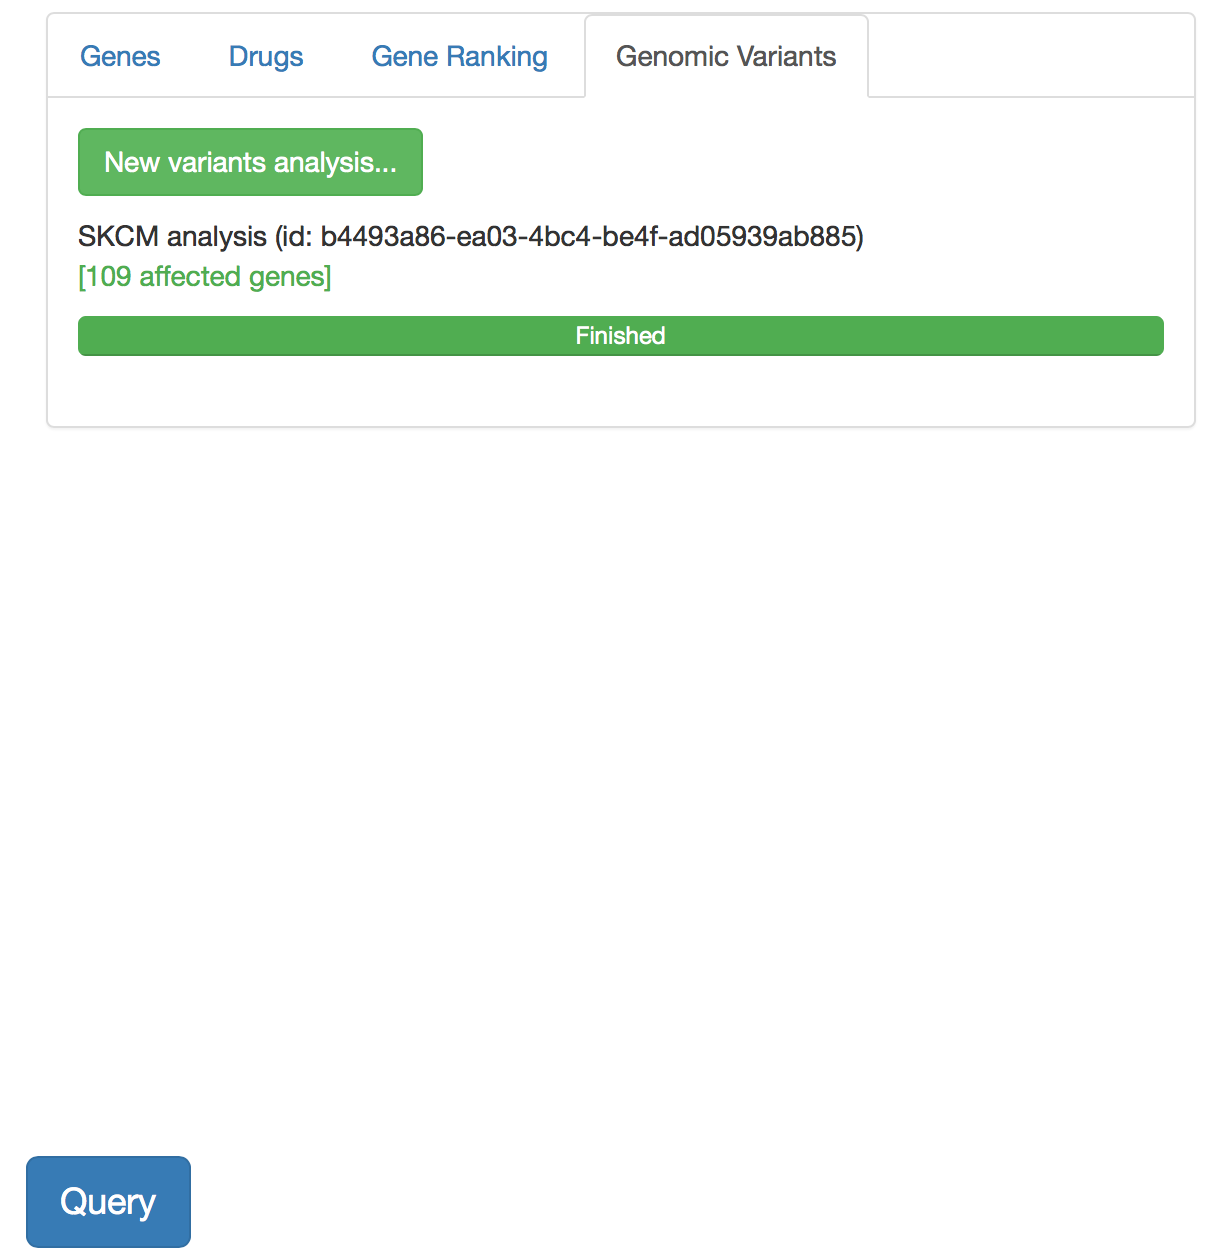 Genes Drugs Gene Ranking Genomic Variants
New variants analysis...
SKCM analysis (id: b4493a86-ea03-4bc4-be4f-ad05939ab885)
[109 affected genes]
Finished
Query